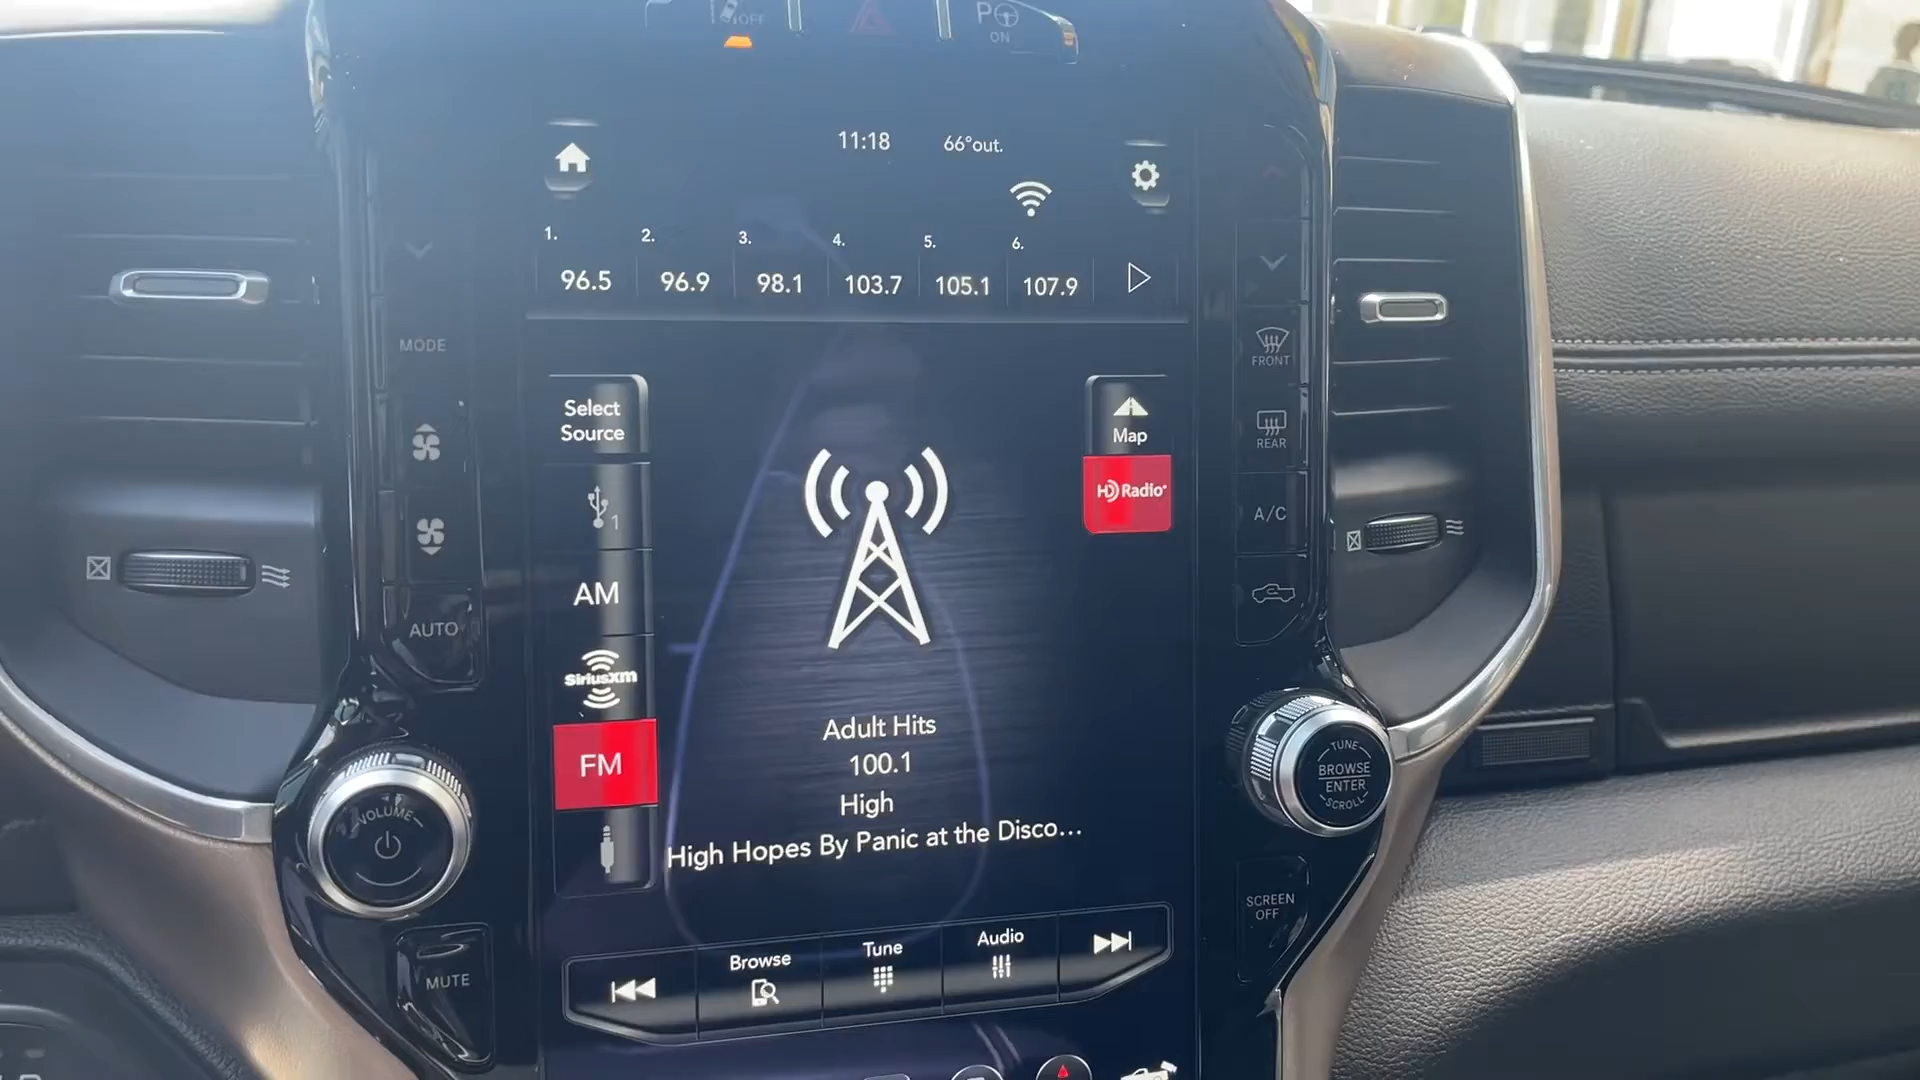 OFF
P
ON
11:18
66°out.
1.
2.
3.
4.
5.
6.
96.5
96.9
98.1
103.7
105.1
107.9
MODE
FRONT
Select
Source
Map
REAR
HD Radio
1
A/C
AM
AUTO
SiriusXM
Adult Hits
FM
100.1
High
High Hopes By Panic at the Disco...
VOLUME
TUNE
BROWSE
ENTER
SCROLL
SCREEN
OFF
MUTE
Browse
Tune
Audio